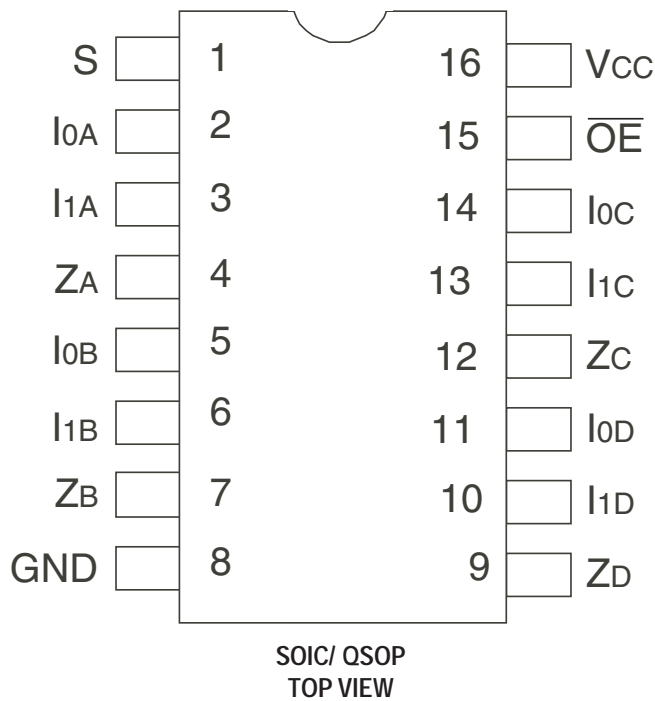 S 1 16 VCC
I0A 2 15 OE
I1A 3 14 I0C
ZA 4 13 I1C
I0B 5 12 ZC
I1B 6 11 I0D
ZB 7 10 I1D
GND 8 9 ZD
SOIC/ QSOP
TOP VIEW